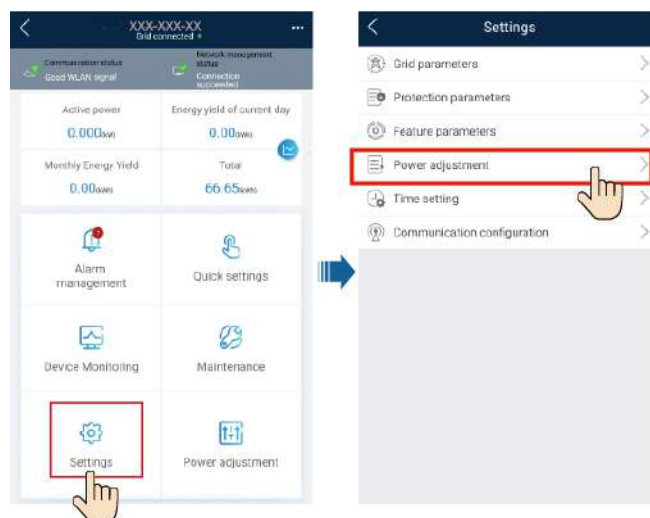 XXX-XXX-XX
Grid connected
Communication status
Good WLAN signal
Network management
status
Connection
succeeded
Active power
0.000kW
Energy yield of current day
0.00kWh
Monthly Energy Yield
0.00kWh
Total
66.65kWh
Alarm
management
Quick settings
Device Monitoring
Maintenance
Settings
Power adjustment
Settings
Grid parameters
Protection parameters
Feature parameters
Power adjustment
Time setting
Communication configuration